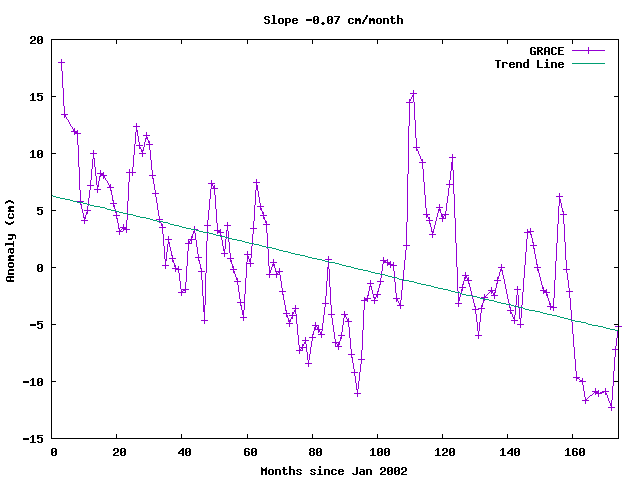 Slope -0.07 cm/month
GRACE
Trend Line
20
15
10
5
0
-5
-10
-15
Anomaly (cm)
0 20 40 60 80 100 120 140 160
Months since Jan 2002